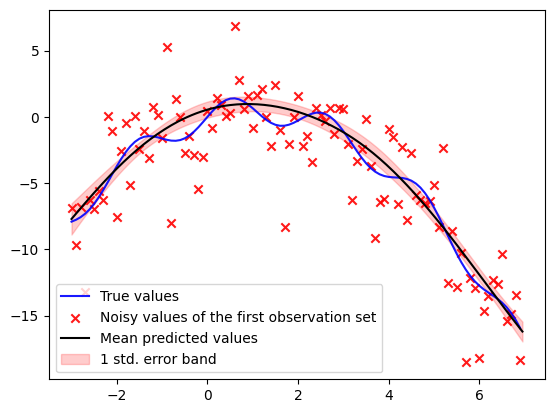 5
0
−5
−10
−15
True values
Noisy values of the first observation set
Mean predicted values
1 std. error band
−2
0
2
4
6